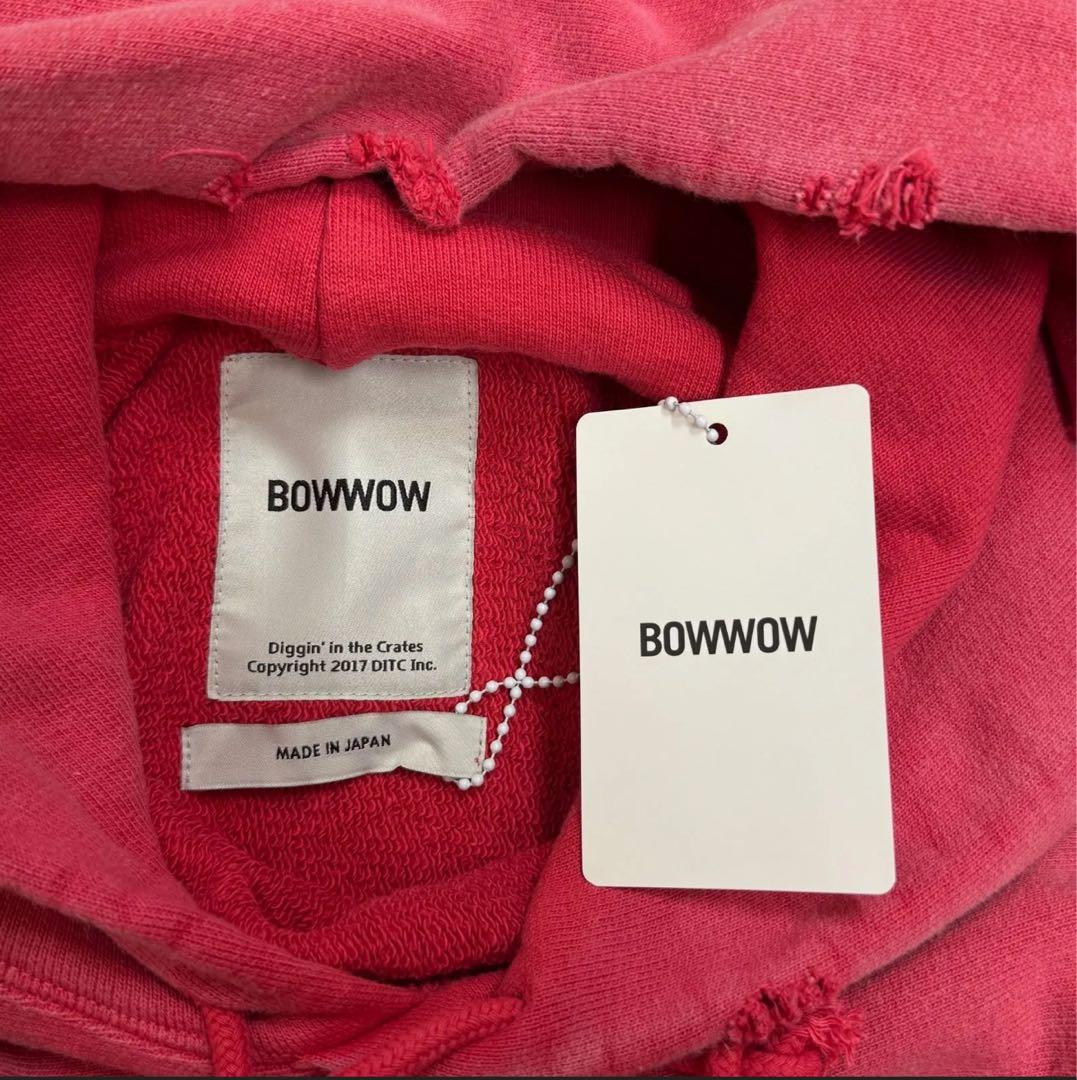 BOWWOW
Diggin' in the Crates
Copyright 2017 DITC Inc.
MADE IN JAPAN
BOWWOW